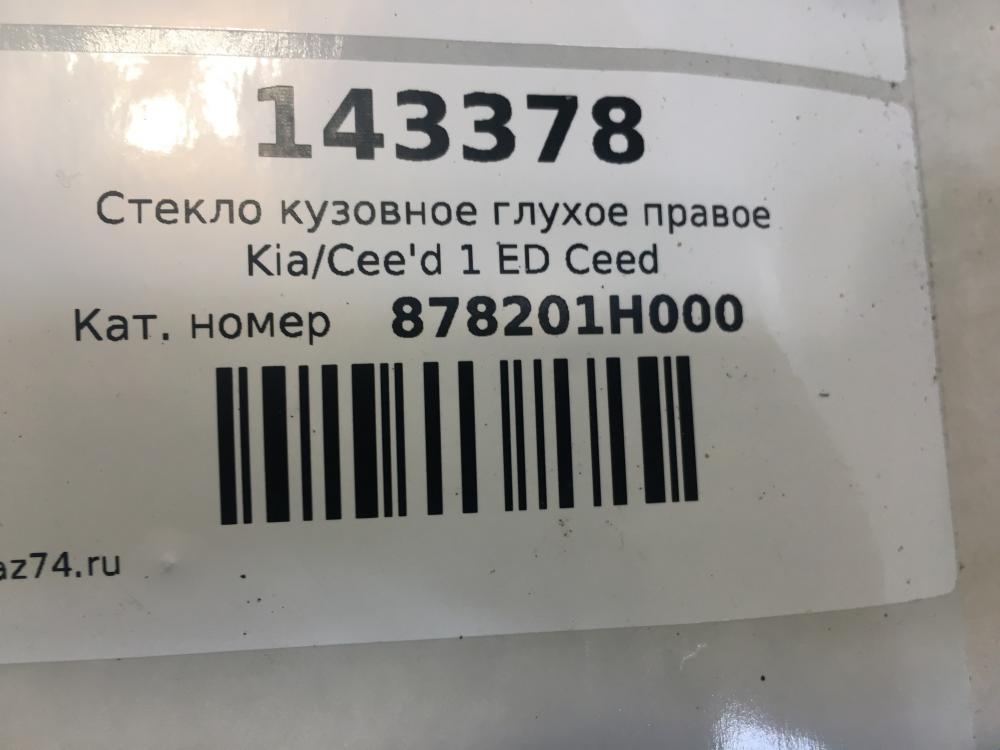 143378
Стекло кузовное глухое правое
Kia/Cee'd 1 ED Ceed
Кат. номер 878201H000
az74.ru